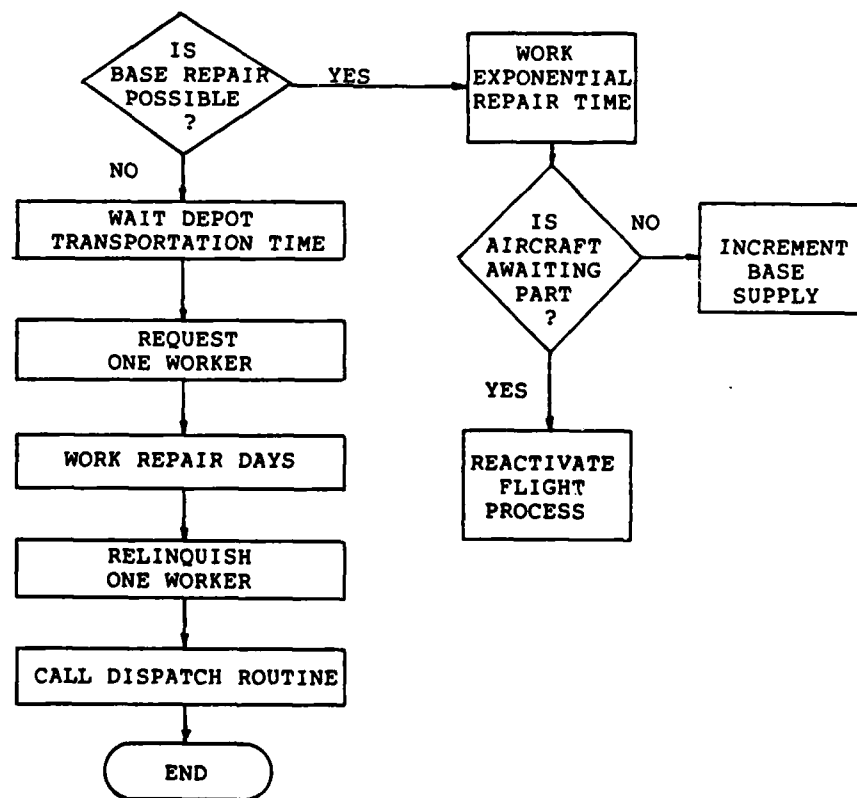 IS
BASE REPAIR
POSSIBLE
?
YES
WORK
EXPONENTIAL
REPAIR TIME
NO
WAIT DEPOT
TRANSPORTATION TIME
REQUEST
ONE WORKER
WORK REPAIR DAYS
RELINQUISH
ONE WORKER
CALL DISPATCH ROUTINE
END
IS
AIRCRAFT
AWAITING
PART
?
NO
INCREMENT
BASE
SUPPLY
YES
REACTIVATE
FLIGHT
PROCESS